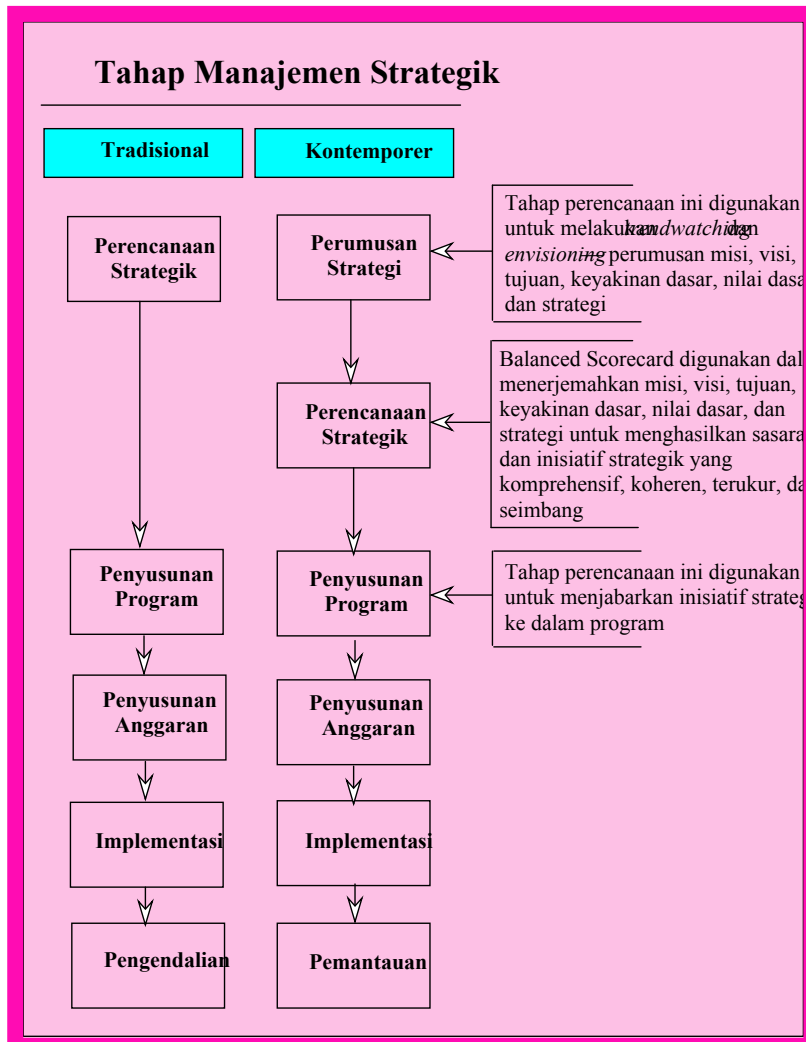 Tahap Manajemen Strategik
Tradisional
Kontemporer
Perencanaan
Strategik
Penyusunan
Program
Penyusunan
Anggaran
Implementasi
Pengendalian
Perumusan
Strategi
Perencanaan
Strategik
Penyusunan
Program
Penyusunan
Anggaran
Implementasi
Pemantauan
Tahap perencanaan ini digunakan
untuk melakukan trendwatching dan
envisioning perumusan misi, visi,
tujuan, keyakinan dasar, nilai dasa
dan strategi
Balanced Scorecard digunakan dal
menerjemahkan misi, visi, tujuan,
keyakinan dasar, nilai dasar, dan
strategi untuk menghasilkan sasara
dan inisiatif strategik yang
komprehensif, koheren, terukur, da
seimbang
Tahap perencanaan ini digunakan
untuk menjabarkan inisiatif strateg
ke dalam program